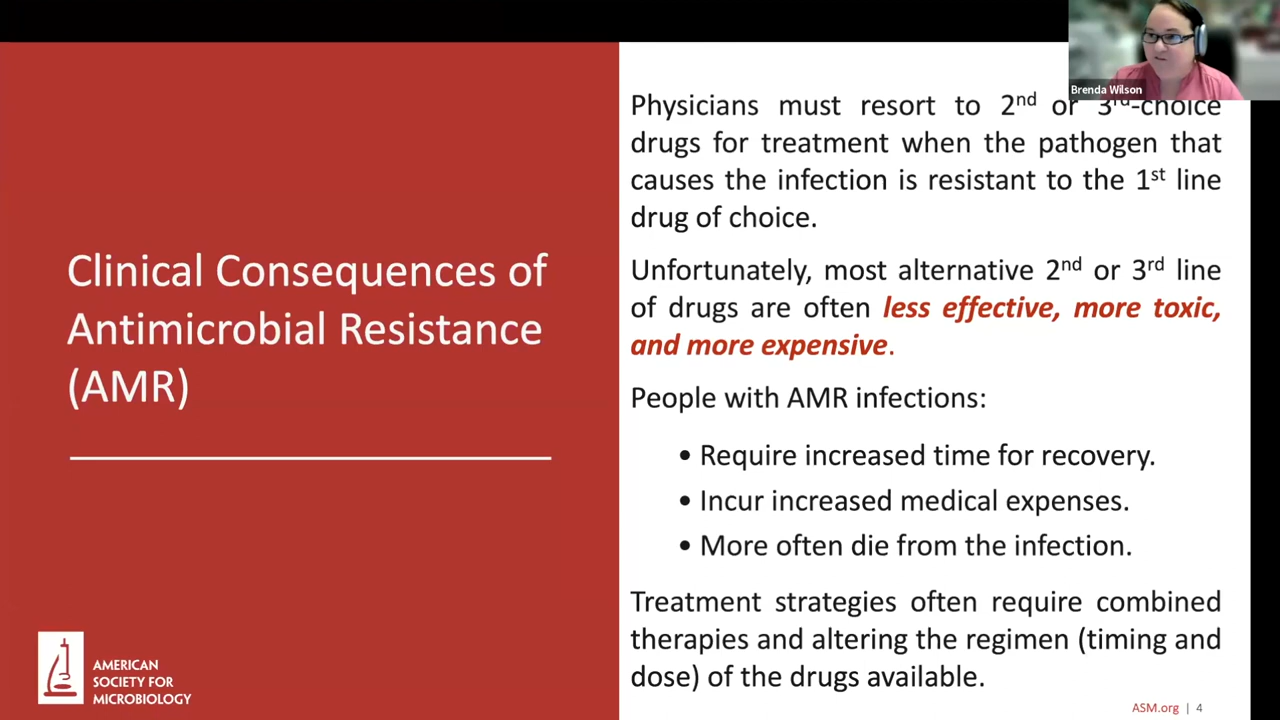 Brenda Wilson
Clinical Consequences of
Antimicrobial Resistance
(AMR)
AMERICAN
SOCIETY FOR
MICROBIOLOGY
Physicians must resort to 2nd or 3rd-choice
drugs for treatment when the pathogen that
causes the infection is resistant to the 1st line
drug of choice.
Unfortunately, most alternative 2nd or 3rd line
of drugs are often less effective, more toxic,
and more expensive.
People with AMR infections:
• Require increased time for recovery.
• Incur increased medical expenses.
• More often die from the infection.
Treatment strategies often require combined
therapies and altering the regimen (timing and
dose) of the drugs available.
ASM.org | 4